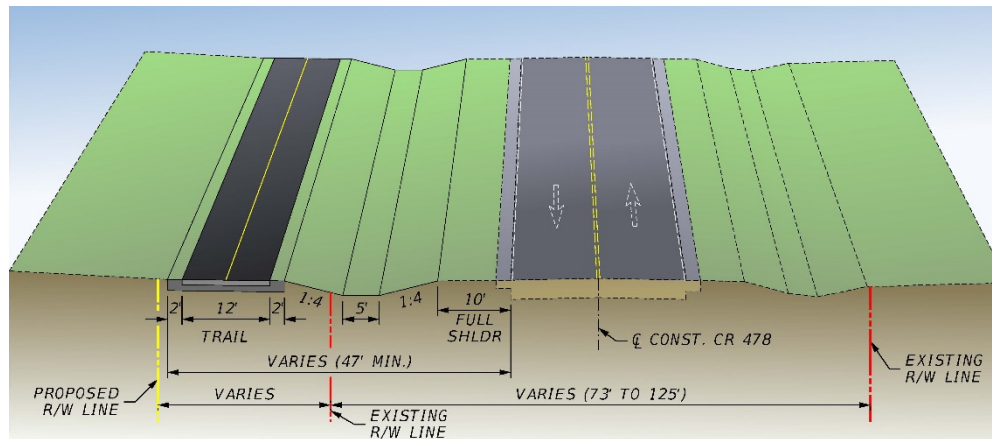 2'
12'
2'
1:4
5'
1:4
10'
TRAIL
FULL
SHLDR
VARIES (47' MIN.)
℄ CONST. CR 478
PROPOSED
R/W LINE
VARIES
EXISTING
R/W LINE
VARIES (73' TO 125')
EXISTING
R/W LINE